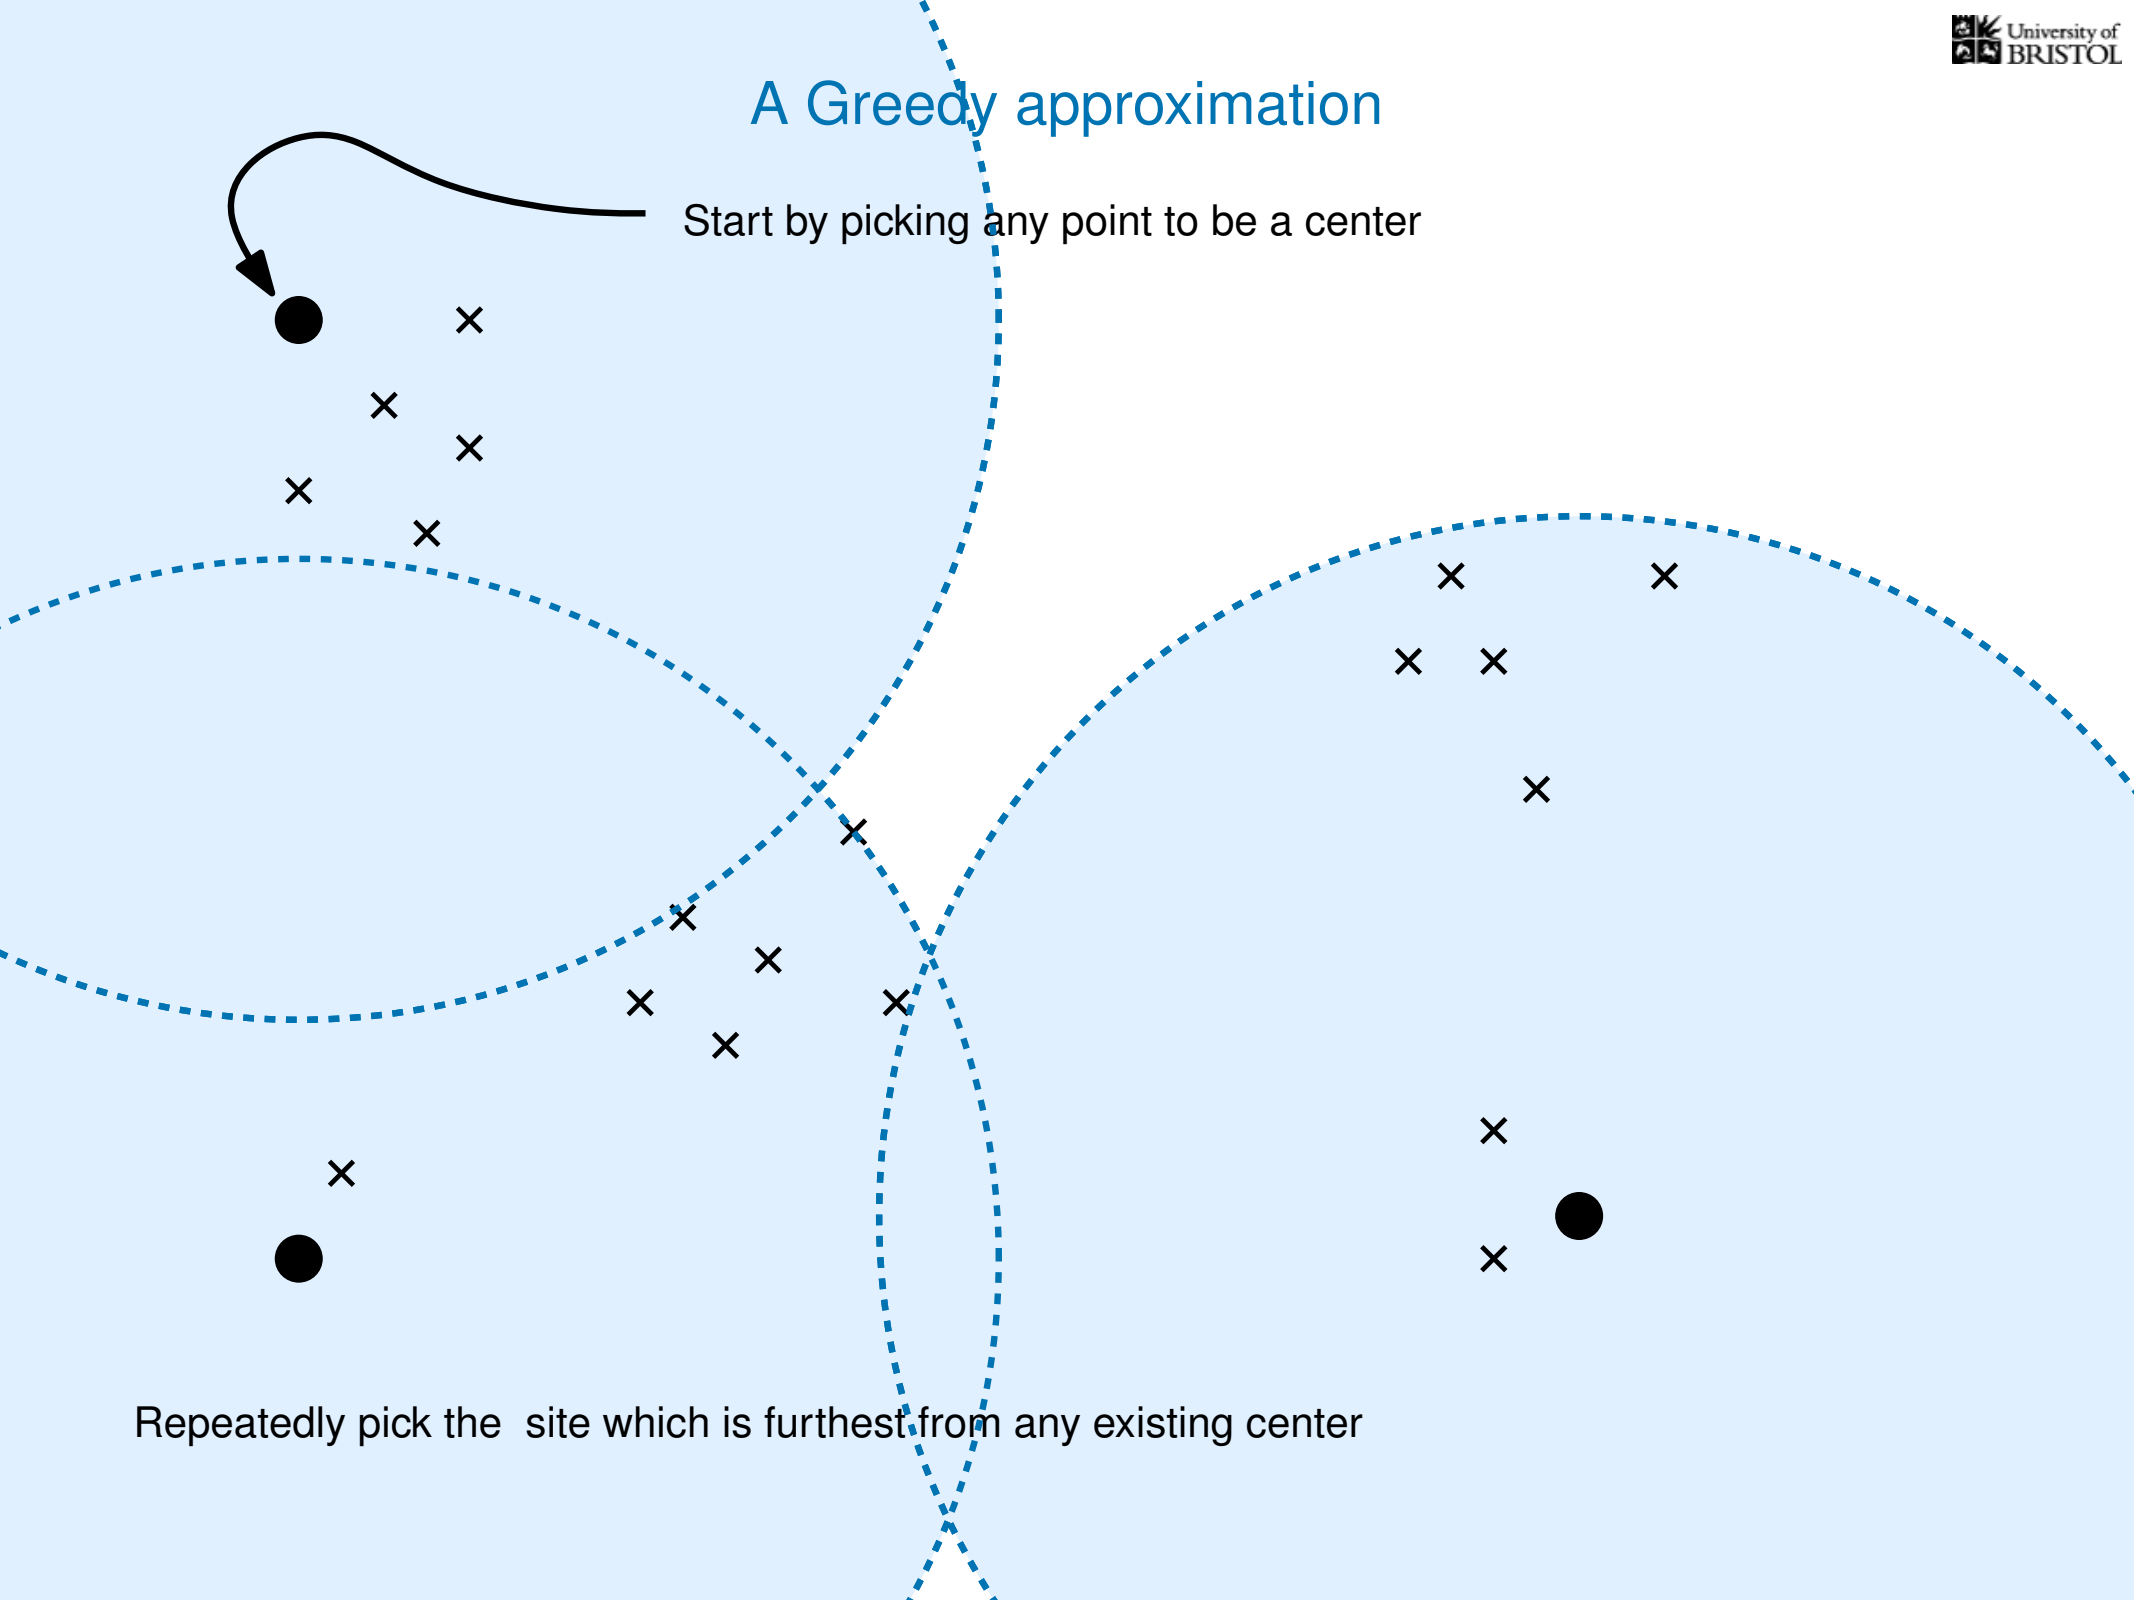 University of
BRISTOL
A Greedy approximation
Start by picking any point to be a center
Repeatedly pick the  site which is furthest from any existing center